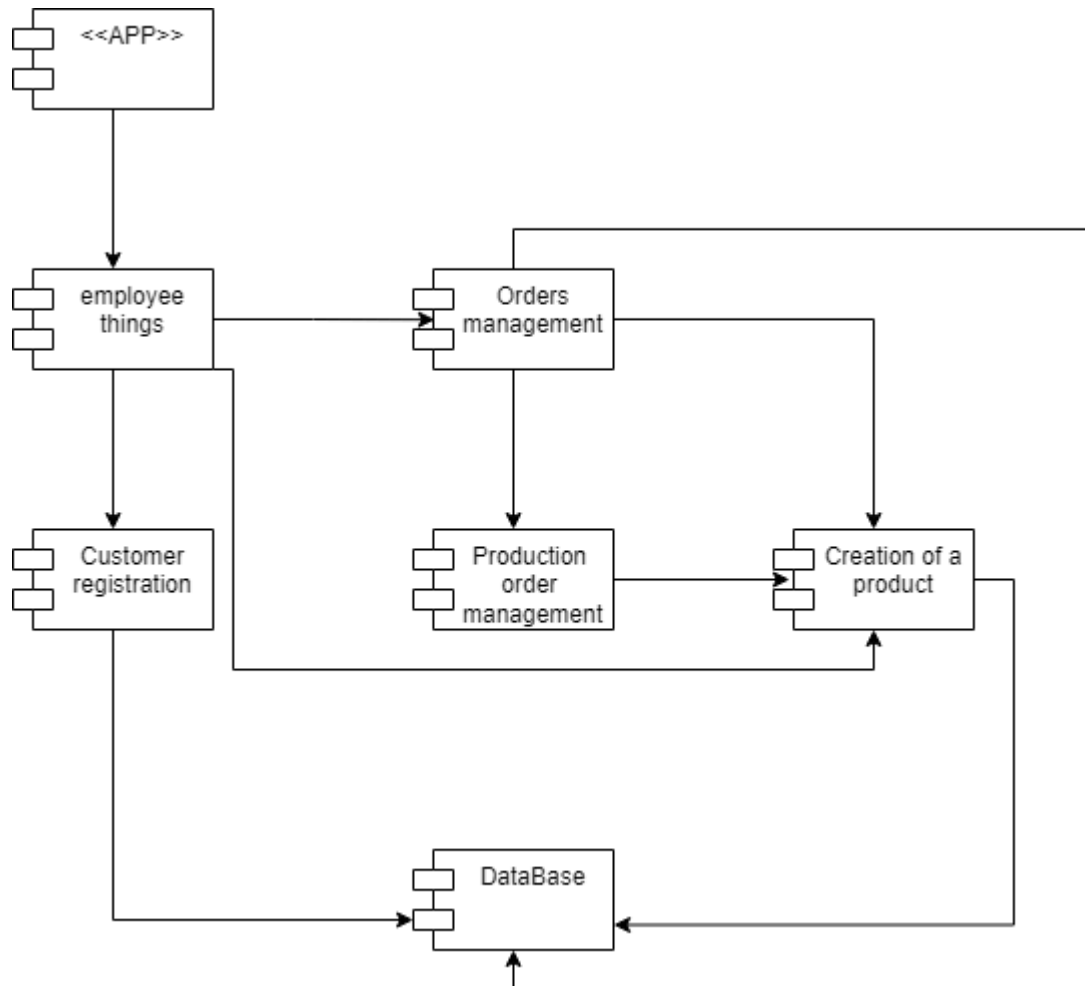 <<APP>>
employee
things
Orders
management
Customer
registration
Production
order
management
Creation of a
product
DataBase